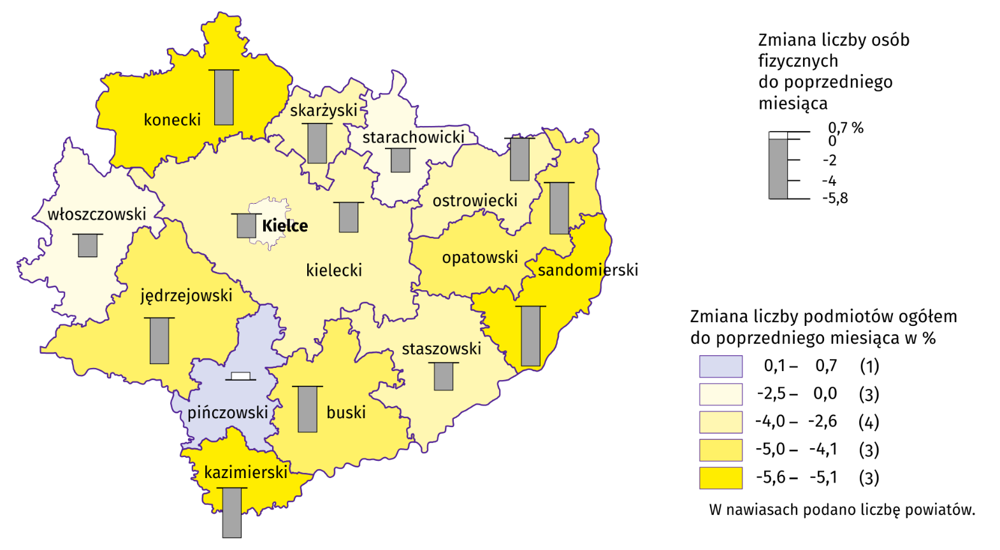 konecki
skarżyski
starachowicki
włoszczowski
ostrowiecki
Kielce
kielecki
opatowski
sandomierski
jędrzejowski
staszowski
pińczowski
buski
kazimierski
Zmiana liczby osób
fizycznych
do poprzedniego
miesiąca
0,7 %
0
-2
-4
-5,8
Zmiana liczby podmiotów ogółem
do poprzedniego miesiąca w %
0,1 – 0,7 (1)
-2,5 – 0,0 (3)
-4,0 – -2,6 (4)
-5,0 – -4,1 (3)
-5,6 – -5,1 (3)
W nawiasach podano liczbę powiatów.